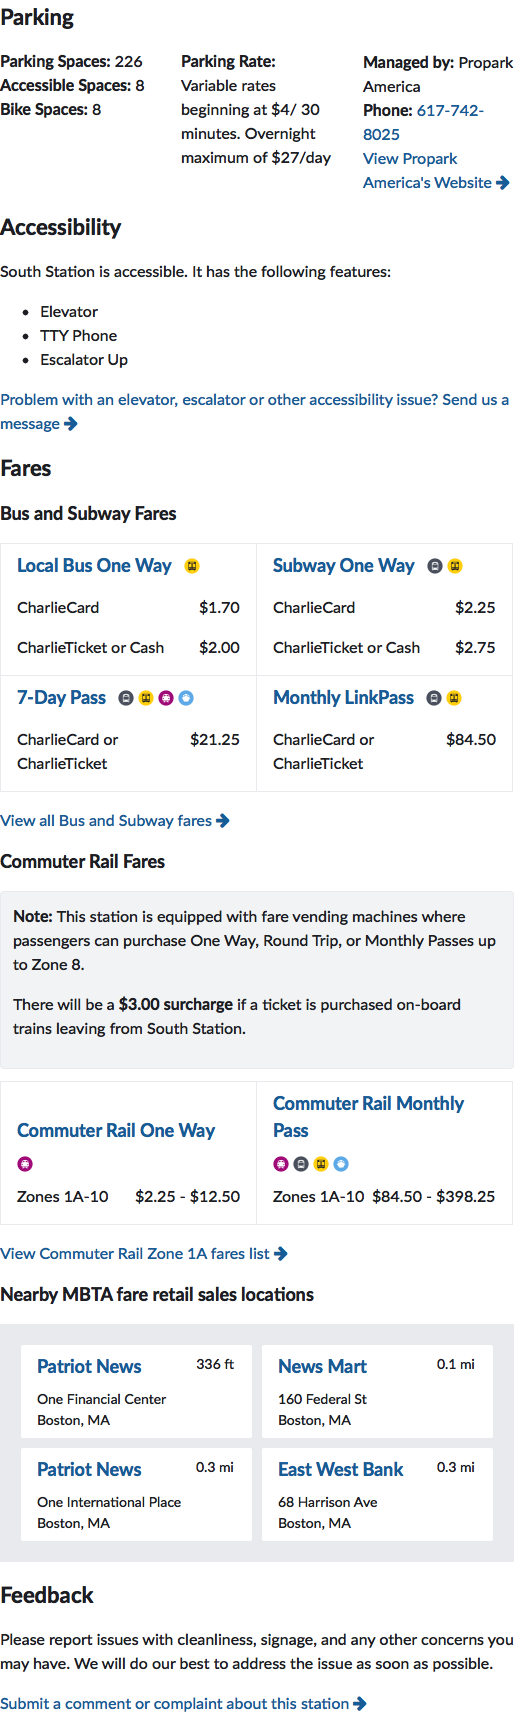 Parking
Parking Spaces: 226
Accessible Spaces: 8
Bike Spaces: 8
Parking Rate:
Variable rates
beginning at $4/ 30
minutes. Overnight
maximum of $27/day
Managed by: Propark
America
Phone: 617-742-
8025
View Propark
America's Website
Accessibility
South Station is accessible. It has the following features:
Elevator
TTY Phone
Escalator Up
Problem with an elevator, escalator or other accessibility issue? Send us a
message
Fares
Bus and Subway Fares
Local Bus One Way
CharlieCard $1.70
CharlieTicket or Cash $2.00
Subway One Way
CharlieCard $2.25
CharlieTicket or Cash $2.75
7-Day Pass
CharlieCard or $21.25
CharlieTicket
Monthly LinkPass
CharlieCard or $84.50
CharlieTicket
View all Bus and Subway fares
Commuter Rail Fares
Note: This station is equipped with fare vending machines where
passengers can purchase One Way, Round Trip, or Monthly Passes up
to Zone 8.
There will be a $3.00 surcharge if a ticket is purchased on-board
trains leaving from South Station.
Commuter Rail One Way
Zones 1A-10 $2.25 - $12.50
Commuter Rail Monthly
Pass
Zones 1A-10 $84.50 - $398.25
View Commuter Rail Zone 1A fares list
Nearby MBTA fare retail sales locations
Patriot News 336 ft
One Financial Center
Boston, MA
News Mart 0.1 mi
160 Federal St
Boston, MA
Patriot News 0.3 mi
One International Place
Boston, MA
East West Bank 0.3 mi
68 Harrison Ave
Boston, MA
Feedback
Please report issues with cleanliness, signage, and any other concerns you
may have. We will do our best to address the issue as soon as possible.
Submit a comment or complaint about this station